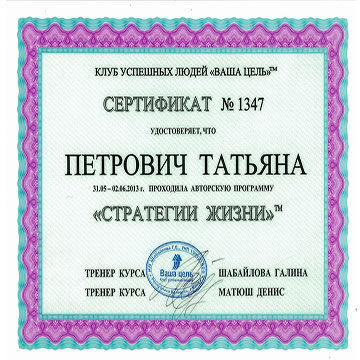 КЛУБ УСПЕШНЫХ ЛЮДЕЙ «ВАША ЦЕЛЬ»™
СЕРТИФИКАТ № 1347
УДОСТОВЕРЯЕТ, ЧТО
ПЕТРОВИЧ ТАТЬЯНА
31.05 – 02.06.2013 г. ПРОХОДИЛА АВТОРСКУЮ ПРОГРАММУ
«СТРАТЕГИИ ЖИЗНИ»™
Ваша цель
ТРЕНЕР КУРСА ШАБАЙЛОВА ГАЛИНА
ТРЕНЕР КУРСА МАТЮШ ДЕНИС